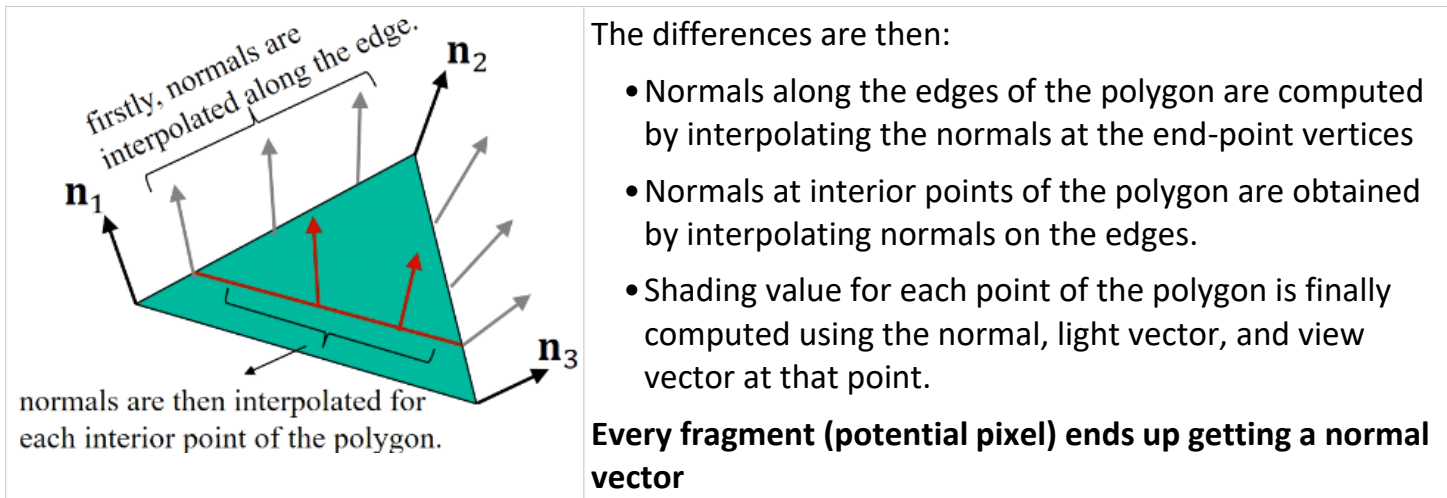 firstly, normals are
interpolated along the edge.
n₂
n₁
n₃
normals are then interpolated for
each interior point of the polygon.
The differences are then:
• Normals along the edges of the polygon are computed
by interpolating the normals at the end-point vertices
• Normals at interior points of the polygon are obtained
by interpolating normals on the edges.
• Shading value for each point of the polygon is finally
computed using the normal, light vector, and view
vector at that point.
Every fragment (potential pixel) ends up getting a normal
vector